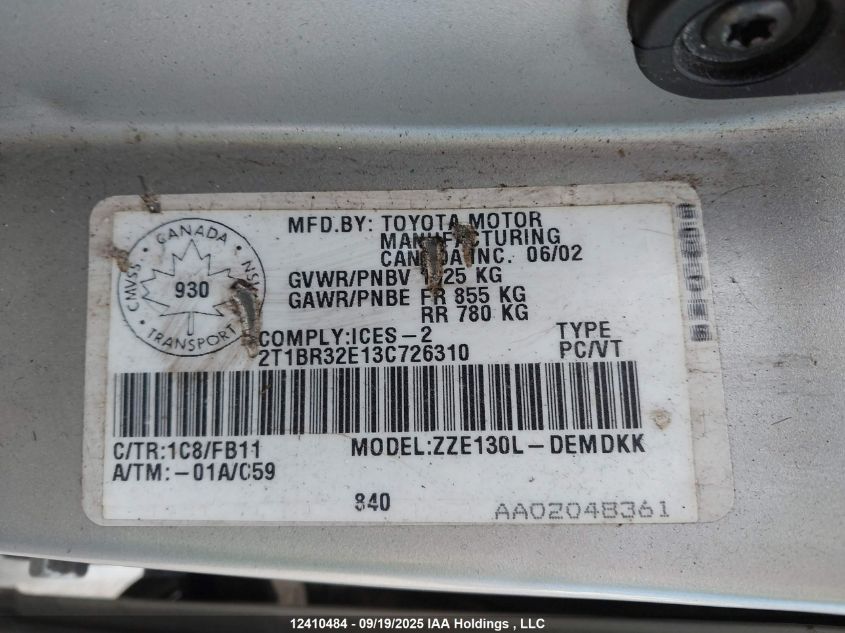 MFD.BY: TOYOTA MOTOR
MANUFACTURING
CANADA INC. 06/02
GVWR/PNBV 25 KG
GAWR/PNBE FR 855 KG
RR 780 KG
CANADA
CMVSS
930
TRANSPORT
COMPLY:ICES-2
2T1BR32E13C726310
TYPE
PC/VT
C/TR:1C8/FB11
MODEL:ZZE130L-DEMDKK
A/TM:-01A/C59
840
AA02048361
12410484 - 09/19/2025 IAA Holdings , LLC